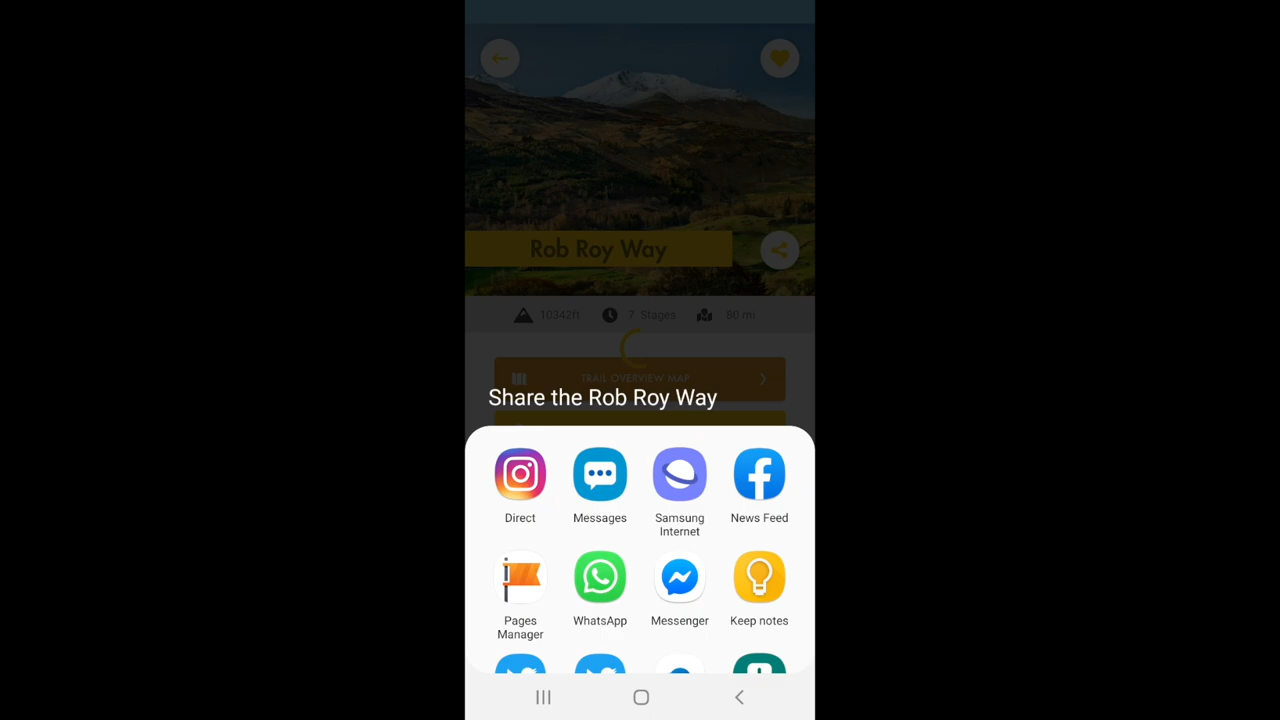 Rob Roy Way
10342ft 7 Stages 80 mi
TRAIL OVERVIEW MAP
Share the Rob Roy Way
Direct Messages Samsung Internet News Feed
Pages Manager WhatsApp Messenger Keep notes